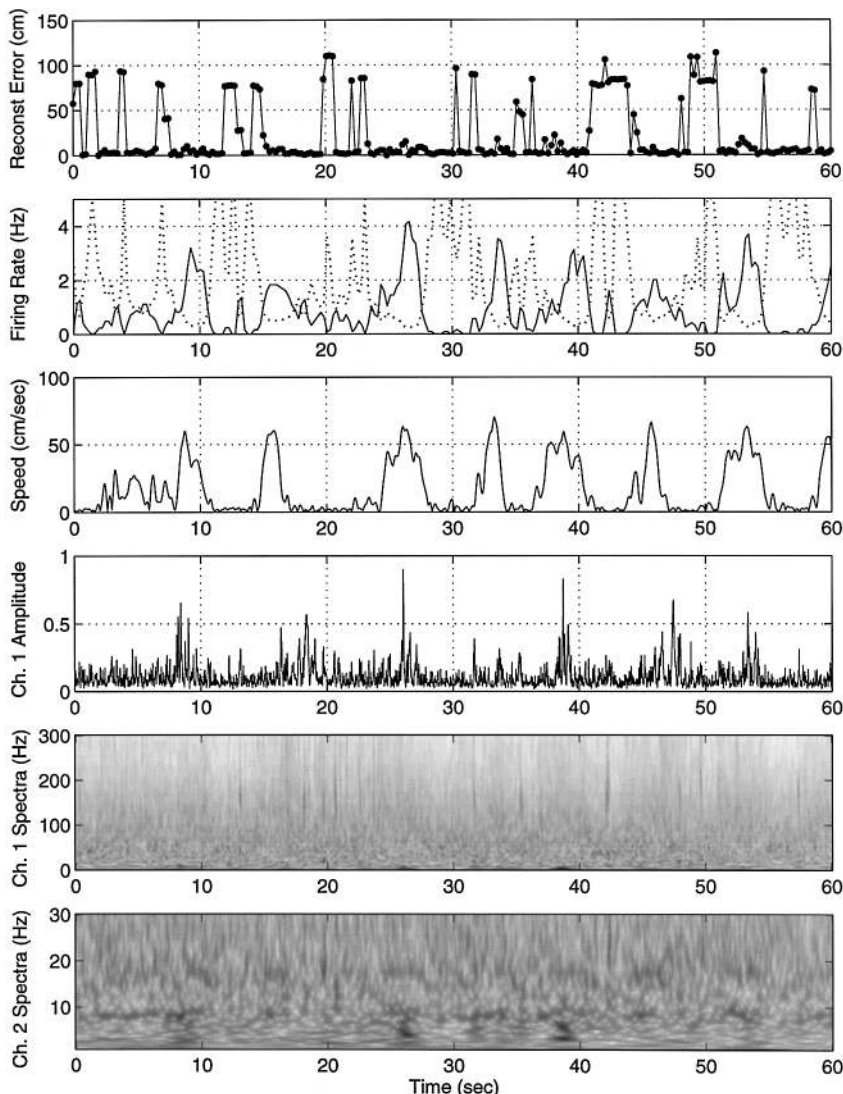 Reconst Error (cm)
150
100
50
0
0 10 20 30 40 50 60
Firing Rate (Hz)
4
2
0
0 10 20 30 40 50 60
Speed (cm/sec)
100
50
0
0 10 20 30 40 50 60
Ch. 1 Amplitude
1
0.5
0
0 10 20 30 40 50 60
Ch. 1 Spectra (Hz)
300
200
100
0
0 10 20 30 40 50 60
Ch. 2 Spectra (Hz)
30
20
10
0 10 20 30 40 50 60
Time (sec)